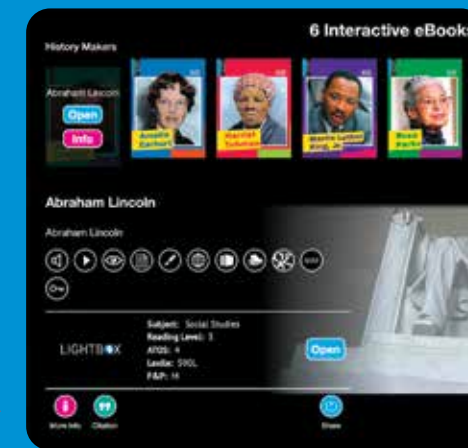 6 Interactive eBooks
History Makers
Abraham Lincoln
Open
Info
Amelia Earhart
Harriet Tubman
Martin Luther King, Jr.
Rosa Parks
Abraham Lincoln
Abraham Lincoln
LIGHTBOX
Subject: Social Studies
Reading Level: 3
ATOS: 4
Lexile: 590L
F&P: M
Open
More Info
Citation
Share